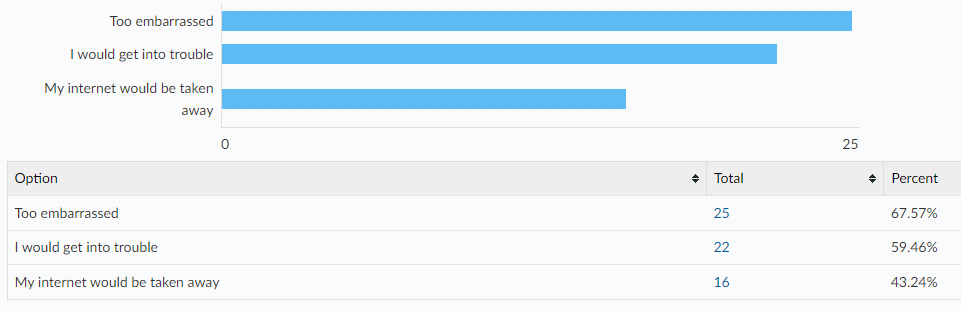 Too embarrassed
I would get into trouble
My internet would be taken
away
0 25
Option Total Percent
Too embarrassed 25 67.57%
I would get into trouble 22 59.46%
My internet would be taken away 16 43.24%